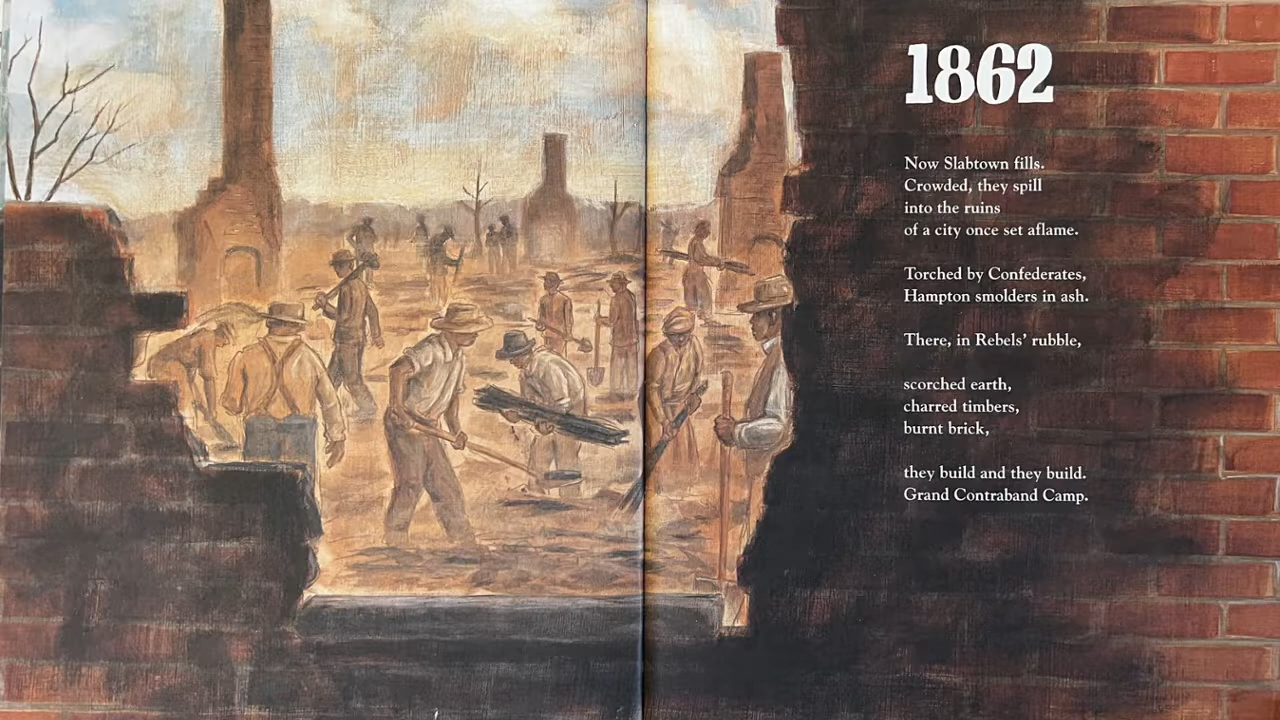 1862
Now Slabtown fills.
Crowded, they spill
into the ruins
of a city once set aflame.
Torched by Confederates,
Hampton smolders in ash.
There, in Rebels’ rubble,
scorched earth,
charred timbers,
burnt brick,
they build and they build.
Grand Contraband Camp.